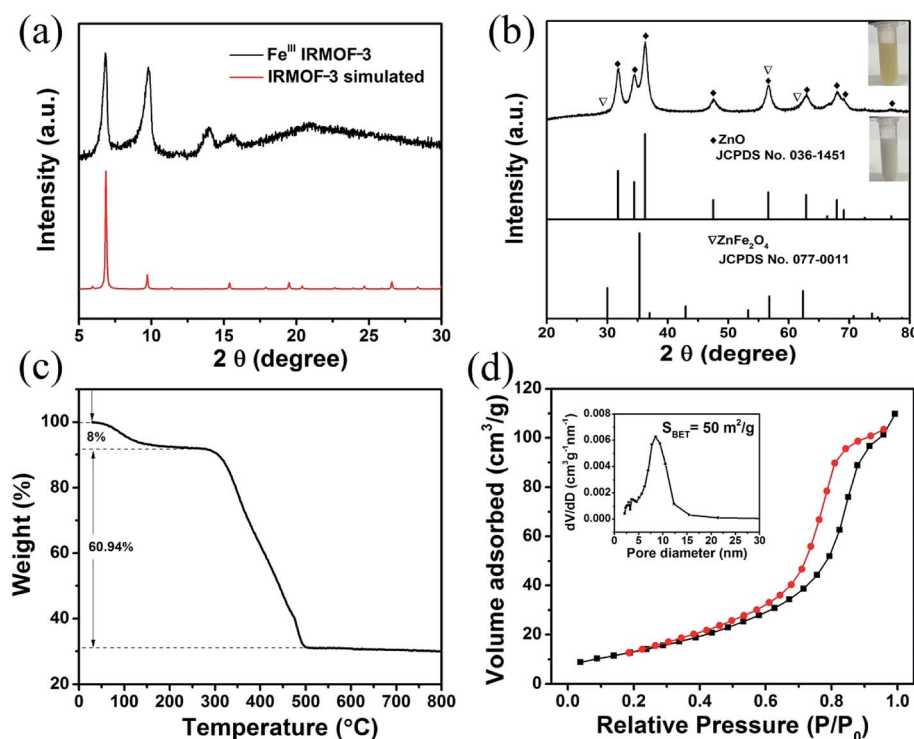 (a)
Fe^III IRMOF-3
IRMOF-3 simulated
Intensity (a.u.)
5 10 15 20 25 30
2 θ (degree)
(b)
◆ZnO
JCPDS No. 036-1451
▽ZnFe₂O₄
JCPDS No. 077-0011
Intensity (a.u.)
20 30 40 50 60 70 80
2 θ (degree)
(c)
100
80
60
40
20
8%
60.94%
Weight (%)
0 100 200 300 400 500 600 700 800
Temperature (°C)
(d)
120
100
80
60
40
20
0
Volume adsorbed (cm³/g)
0.008
0.006
0.004
0.002
0.000
dV/dD (cm³g⁻¹nm⁻¹)
S_BET= 50 m²/g
0 5 10 15 20 25 30
Pore diameter (nm)
0.0 0.2 0.4 0.6 0.8 1.0
Relative Pressure (P/P₀)